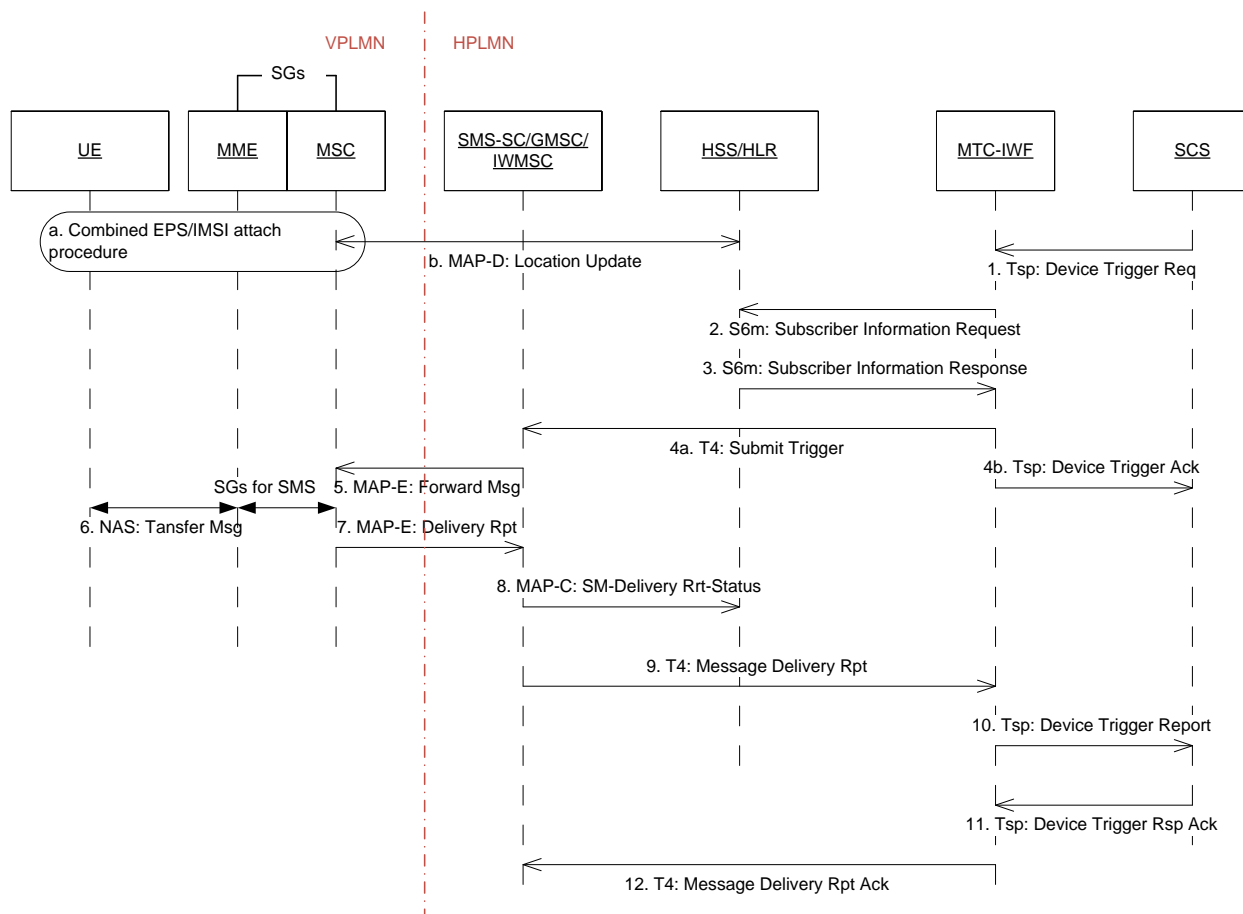 VPLMN
HPLMN
SGs
UE
MME
MSC
SMS-SC/GMSC/
IWMSC
HSS/HLR
MTC-IWF
SCS
a. Combined EPS/IMSI attach
procedure
b. MAP-D: Location Update
1. Tsp: Device Trigger Req
2. S6m: Subscriber Information Request
3. S6m: Subscriber Information Response
4a. T4: Submit Trigger
4b. Tsp: Device Trigger Ack
SGs for SMS
5. MAP-E: Forward Msg
6. NAS: Tansfer Msg
7. MAP-E: Delivery Rpt
8. MAP-C: SM-Delivery Rrt-Status
9. T4: Message Delivery Rpt
10. Tsp: Device Trigger Report
11. Tsp: Device Trigger Rsp Ack
12. T4: Message Delivery Rpt Ack